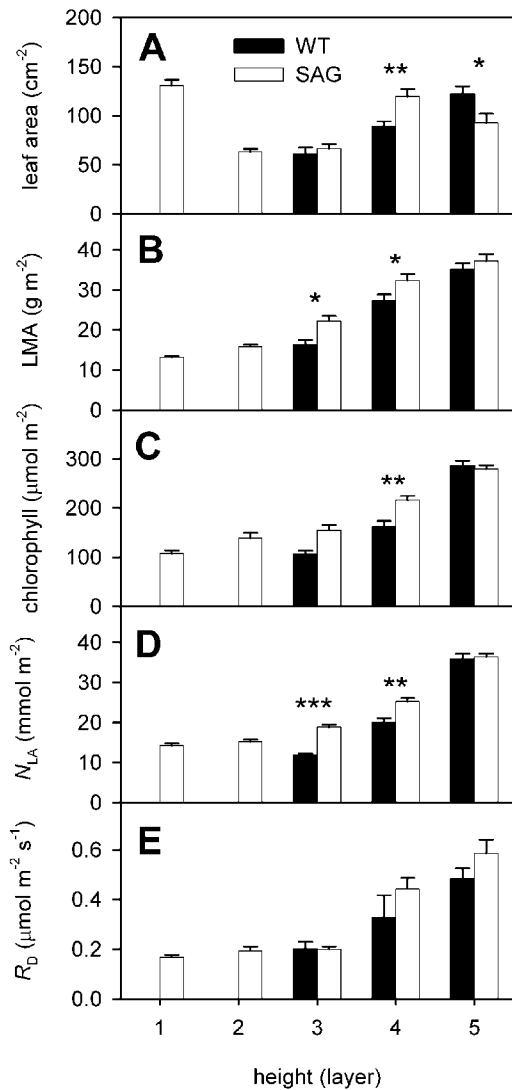 A
WT
SAG
**
*
200
150
100
50
0
leaf area (cm⁻²)
B
*
*
40
30
20
10
0
LMA (g m⁻²)
C
**
300
200
100
0
chlorophyll (μmol m⁻²)
D
***
**
40
30
20
10
0
N_LA (mmol m⁻²)
E
0.6
0.4
0.2
0.0
R_D (μmol m⁻² s⁻¹)
1 2 3 4 5
height (layer)